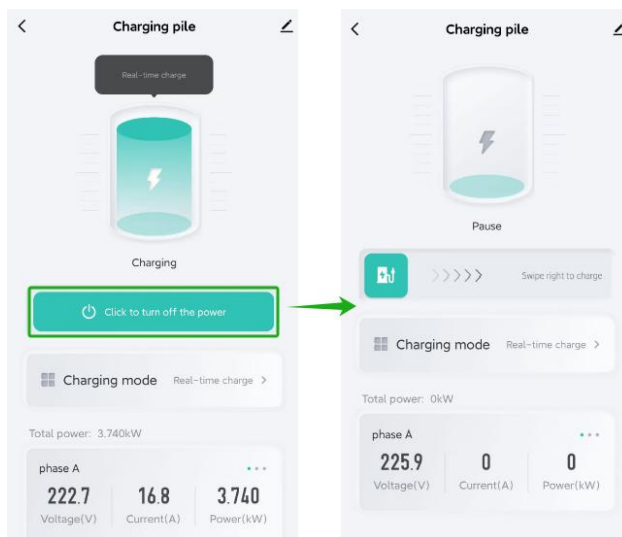 Charging pile
Real-time charge
Charging
Click to turn off the power
Charging mode Real-time charge >
Total power: 3.740kW
phase A
222.7 16.8 3.740
Voltage(V) Current(A) Power(kW)
Charging pile
Pause
Swipe right to charge
Charging mode Real-time charge >
Total power: 0kW
phase A
225.9 0 0
Voltage(V) Current(A) Power(kW)